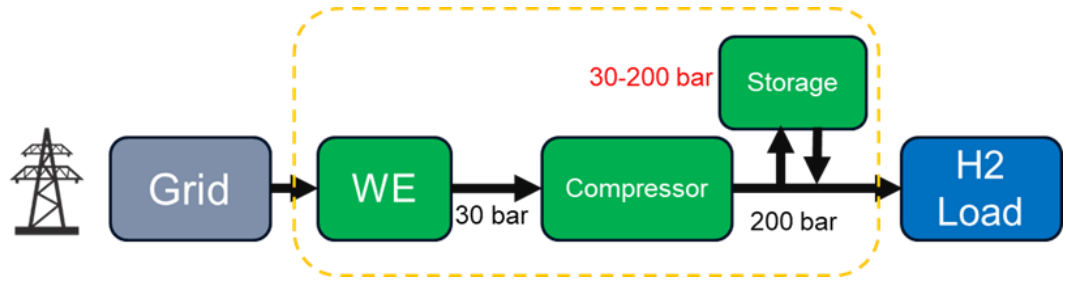 Grid
WE
30 bar
Compressor
30-200 bar
Storage
200 bar
H2
Load